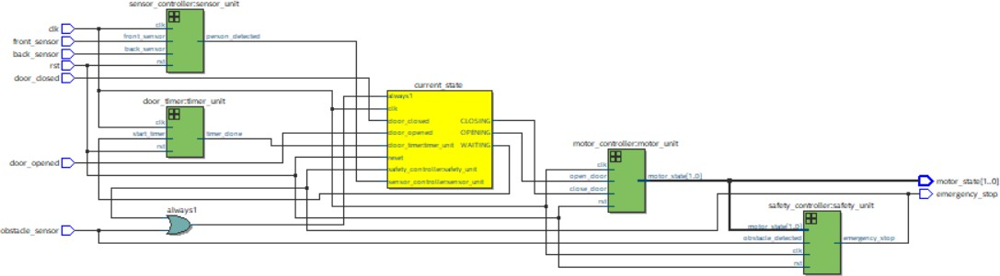 sensor_controller:sensor_unit
clk
front_sensor
back_sensor
rst
door_closed
clk
front_sensor
back_sensor
rst
person_detected
door_timer:timer_unit
clk
start_timer
rst
timer_done
door_opened
current_state
always1
clk
door_closed
door_opened
door_timer:timer_unit
reset
safety_controller:safety_unit
sensor_controller:sensor_unit
CLOSING
OPENING
WAITING
motor_controller:motor_unit
clk
open_door
close_door
rst
motor_state[1..0]
motor_state[1..0]
emergency_stop
always1
obstacle_sensor
safety_controller:safety_unit
motor_state[1..0]
obstacle_detected
clk
rst
emergency_stop